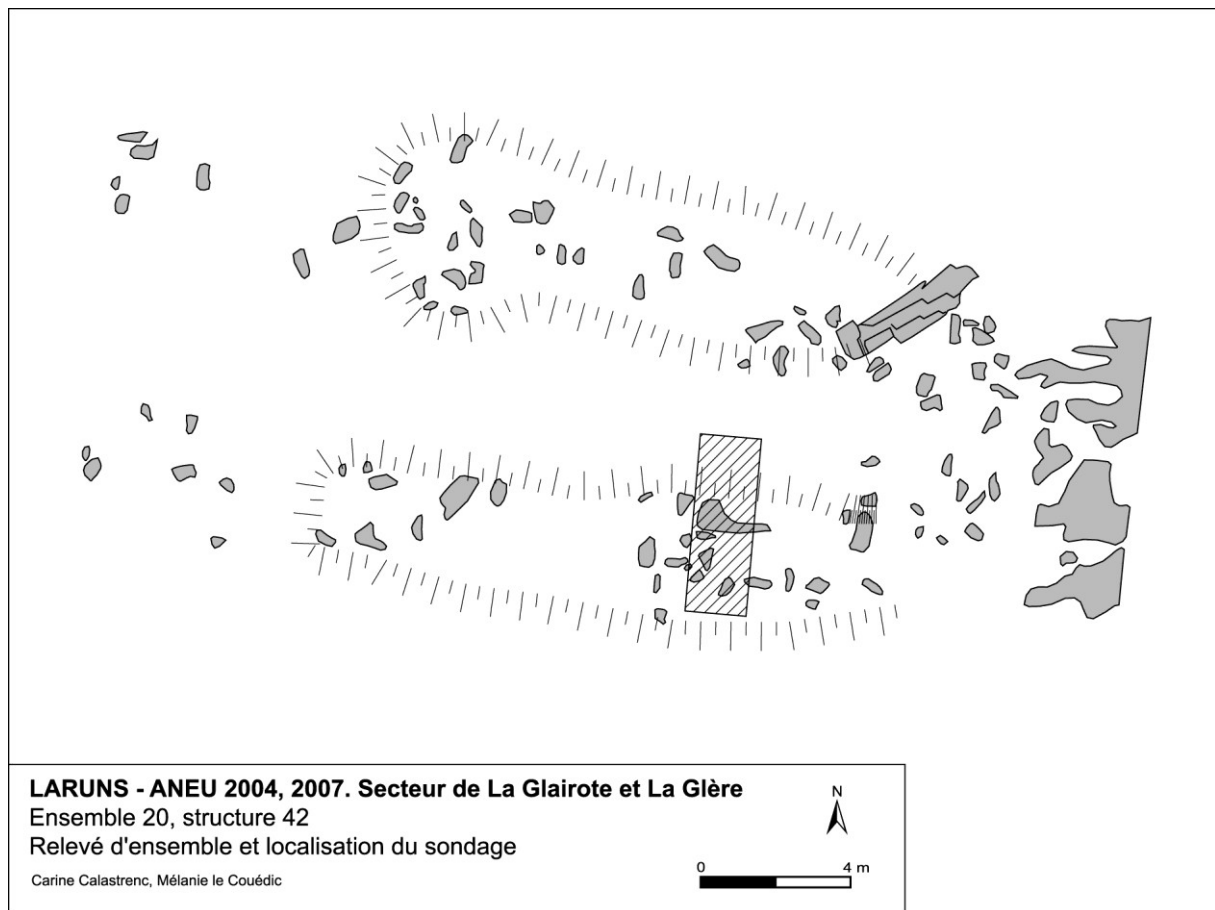 LARUNS - ANEU 2004, 2007. Secteur de La Glairote et La Glère
Ensemble 20, structure 42
Relevé d'ensemble et localisation du sondage
Carine Calastrenc, Mélanie le Couédic
N
0 4 m